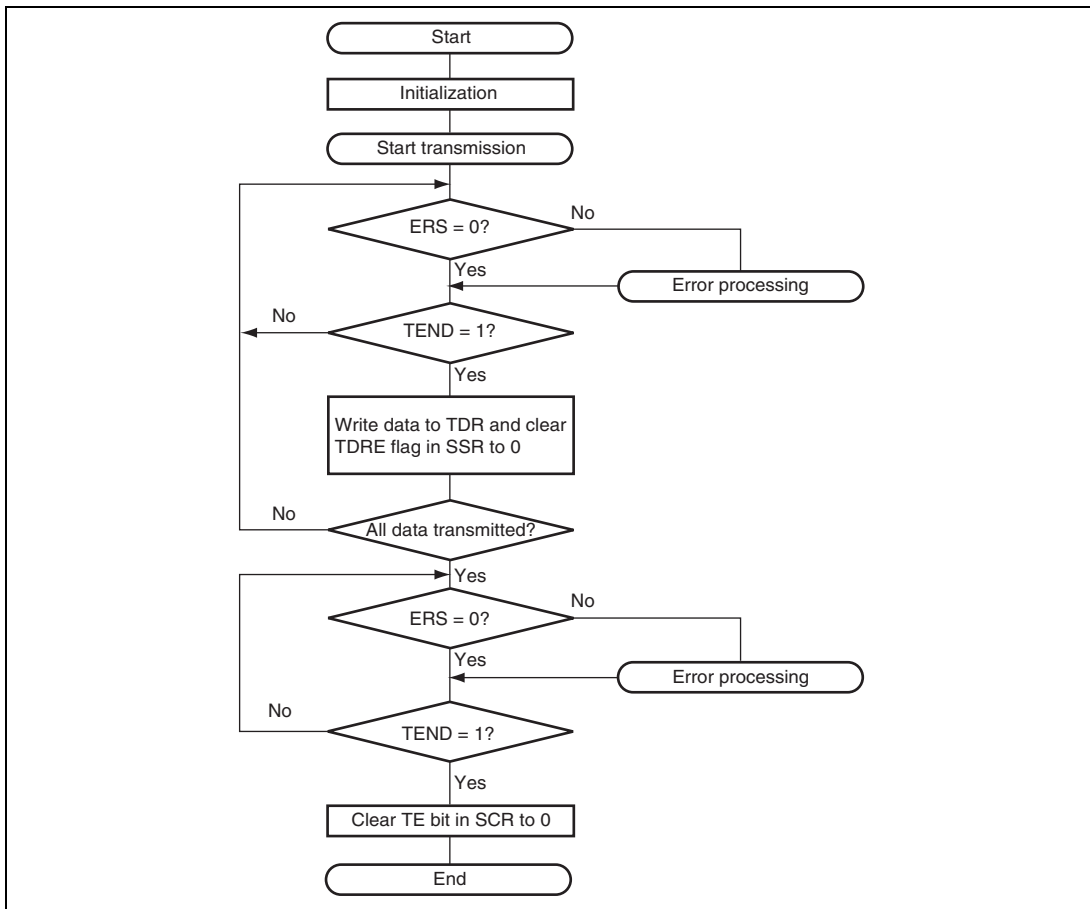 Start
Initialization
Start transmission
ERS = 0?
No
Yes
Error processing
No
TEND = 1?
Yes
Write data to TDR and clear
TDRE flag in SSR to 0
No
All data transmitted?
Yes
ERS = 0?
No
Yes
Error processing
No
TEND = 1?
Yes
Clear TE bit in SCR to 0
End